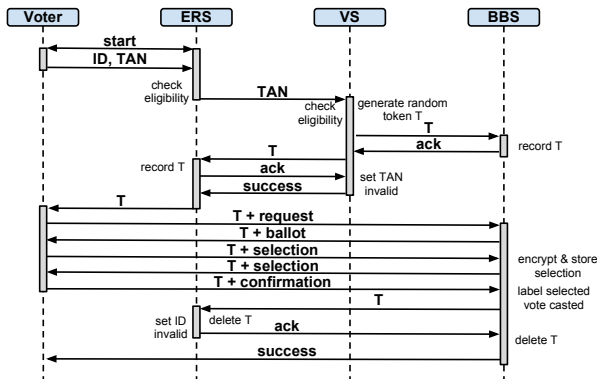 Voter ERS VS BBS
start
ID, TAN
check
eligibility
TAN
check
eligibility
generate random
token T
T
ack
record T
T
record T
ack
success
set TAN
invalid
T
T + request
T + ballot
T + selection
T + selection
encrypt & store
selection
T + confirmation
label selected
vote casted
T
set ID
invalid
delete T
ack
delete T
success